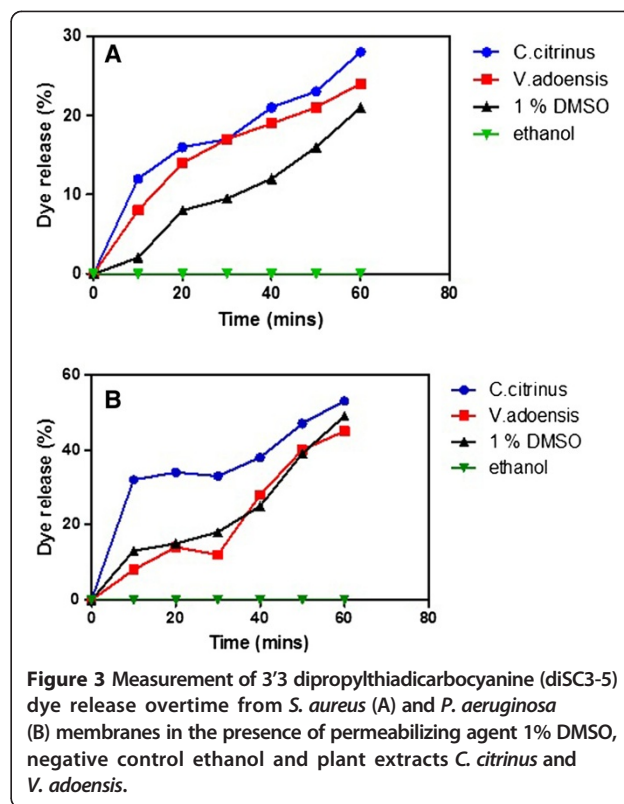 A
Dye release (%)
30
20
10
0
0 20 40 60 80
Time (mins)
C.citrinus
V.adoensis
1 % DMSO
ethanol
B
Dye release (%)
60
40
20
0
0 20 40 60 80
Time (mins)
C.citrinus
V.adoensis
1 % DMSO
ethanol
Figure 3 Measurement of 3'3 dipropylthiadicarbocyanine (diSC3-5)
dye release overtime from S. aureus (A) and P. aeruginosa
(B) membranes in the presence of permeabilizing agent 1% DMSO,
negative control ethanol and plant extracts C. citrinus and
V. adoensis.